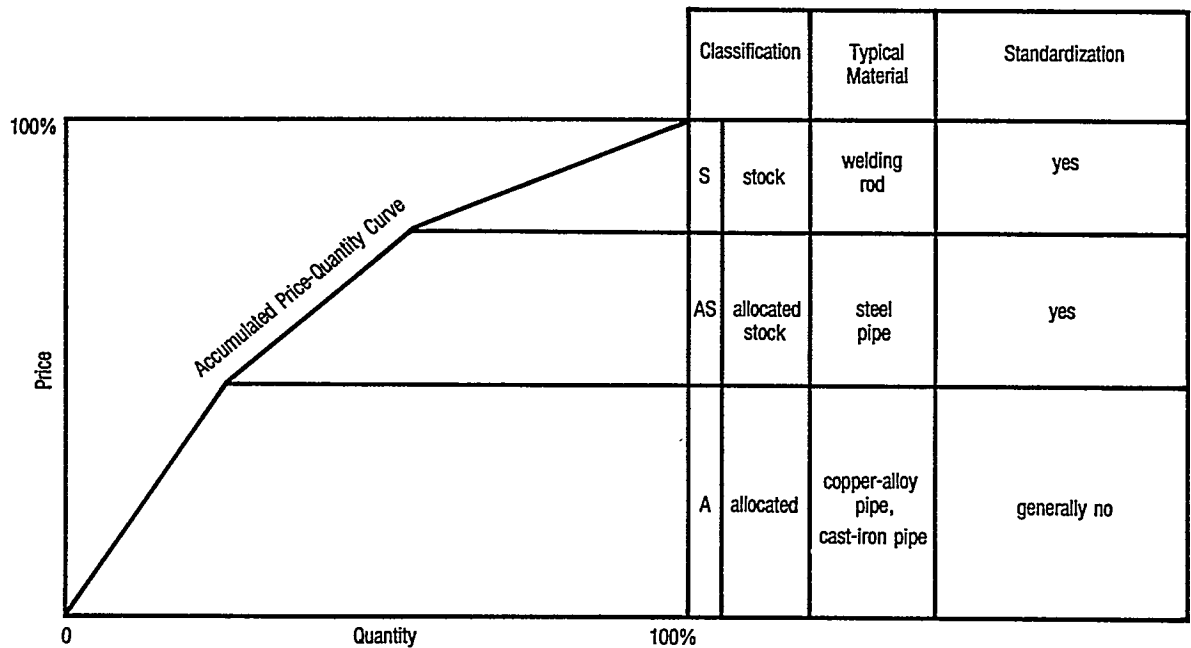 Classification
Typical
Material
Standardization
100%
S
stock
welding
rod
yes
Accumulated Price-Quantity Curve
AS
allocated
stock
steel
pipe
yes
Price
A
allocated
copper-alloy
pipe,
cast-iron pipe
generally no
0
Quantity
100%